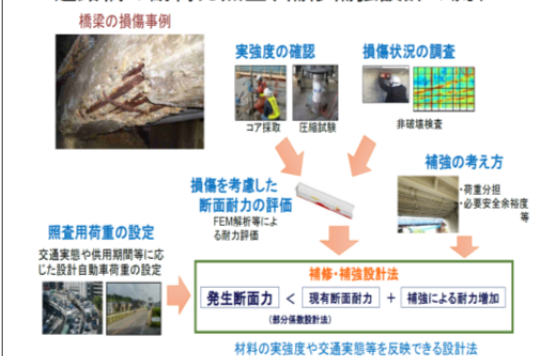 橋梁の損傷事例
実強度の確認
損傷状況の調査
コア採取
圧縮試験
非破壊検査
補強の考え方
・荷重分担
・必要安全余裕度
等
損傷を考慮した
断面耐力の評価
FEM解析等によ
る耐力評価
照査用荷重の設定
交通実態や供用期間等に応
じた設計自動車荷重の設定
補修・補強設計法
発生断面力 < 現有断面耐力 + 補強による耐力増加
(部分係数設計法)
材料の実強度や交通実態等を反映できる設計法